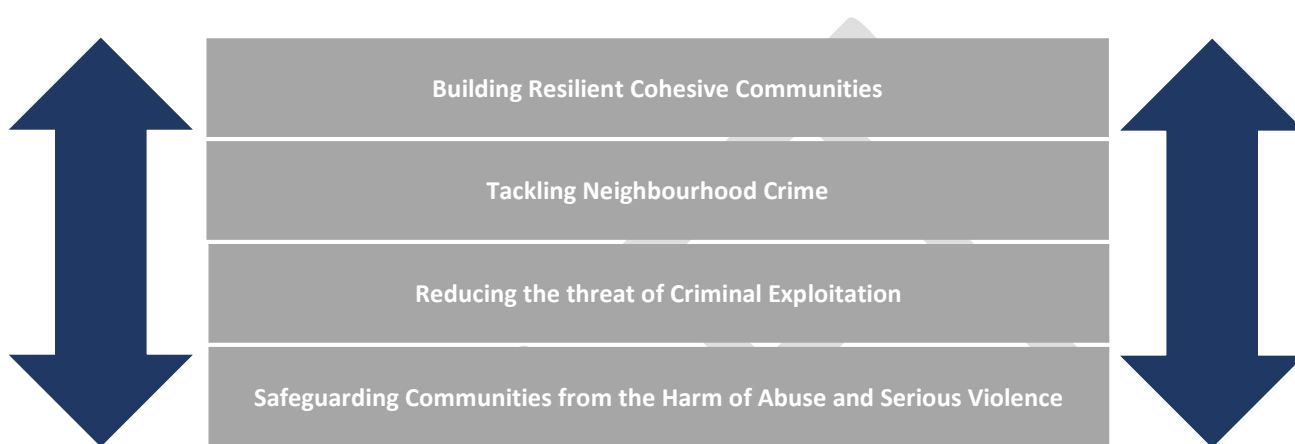 Building Resilient Cohesive Communities
Tackling Neighbourhood Crime
Reducing the threat of Criminal Exploitation
Safeguarding Communities from the Harm of Abuse and Serious Violence